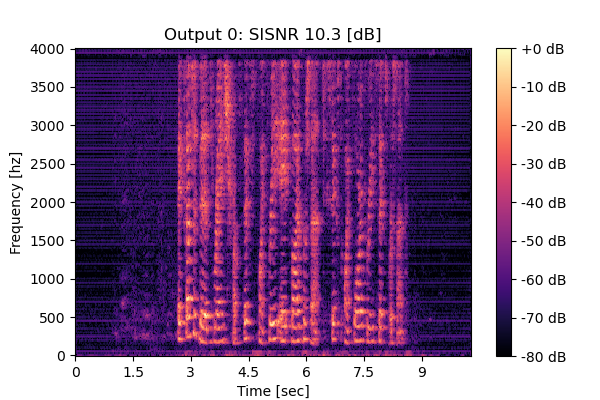 Output 0: SISNR 10.3 [dB]
4000
3500
3000
2500
2000
1500
1000
500
0
Frequency [hz]
0
1.5
3
4.5
6
7.5
9
Time [sec]
+0 dB
-10 dB
-20 dB
-30 dB
-40 dB
-50 dB
-60 dB
-70 dB
-80 dB